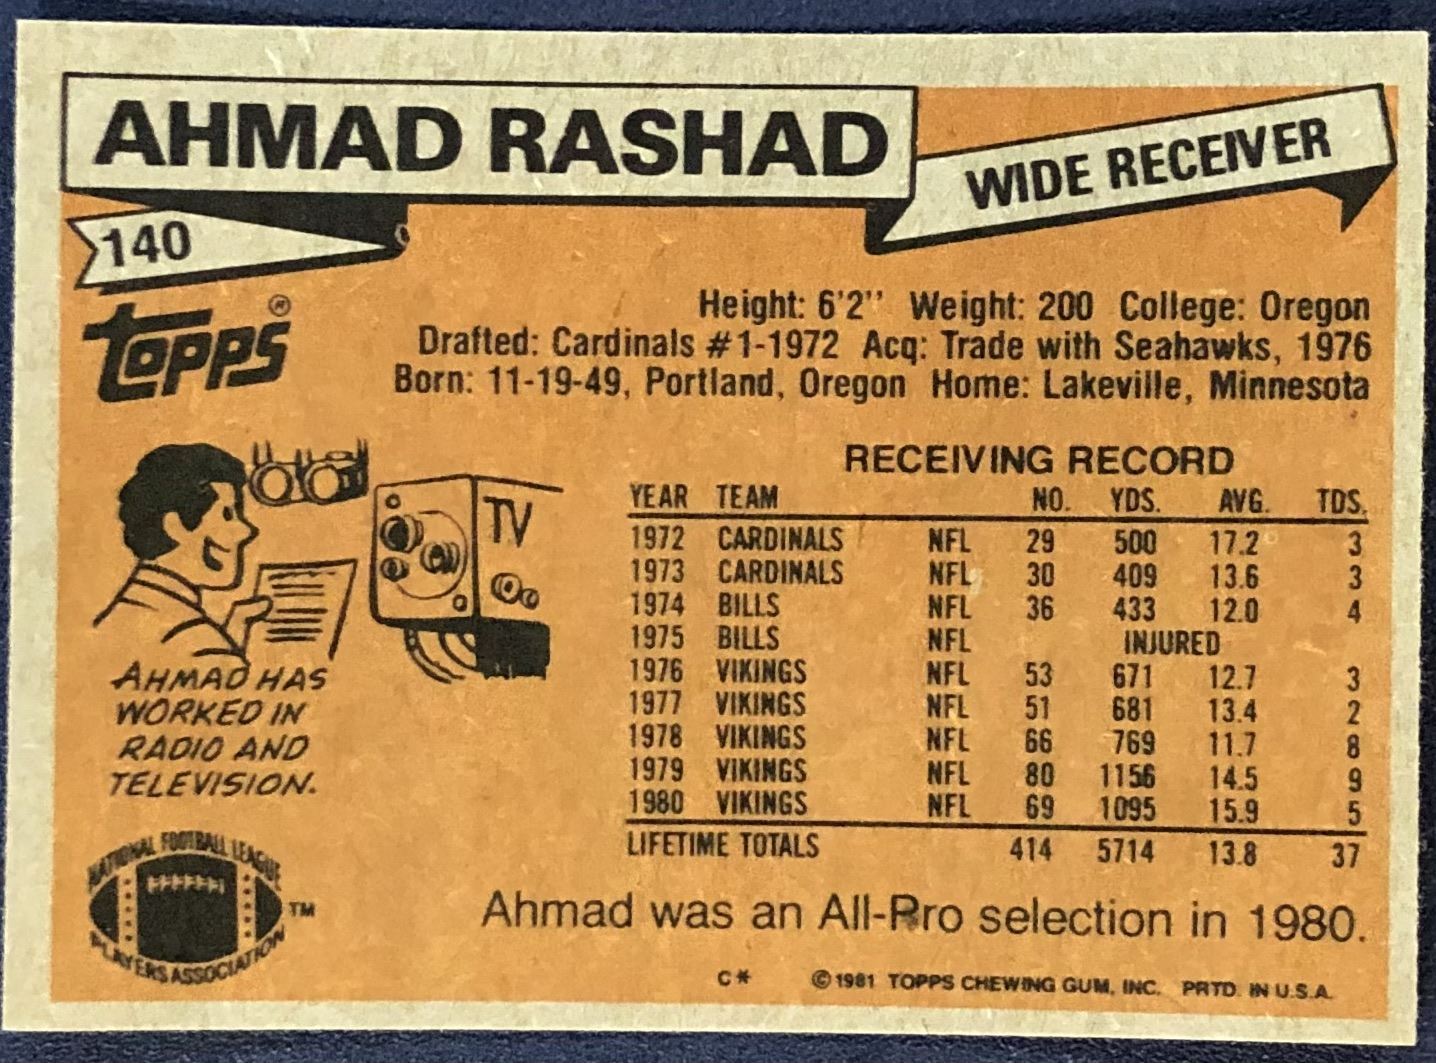 AHMAD RASHAD
WIDE RECEIVER
140
TOPPS®
Height: 6'2" Weight: 200 College: Oregon
Drafted: Cardinals #1-1972 Acq: Trade with Seahawks, 1976
Born: 11-19-49, Portland, Oregon Home: Lakeville, Minnesota
TV
AHMAD HAS
WORKED IN
RADIO AND
TELEVISION.
RECEIVING RECORD
YEAR TEAM NO. YDS. AVG. TDS.
1972 CARDINALS NFL 29 500 17.2 3
1973 CARDINALS NFL 30 409 13.6 3
1974 BILLS NFL 36 433 12.0 4
1975 BILLS NFL INJURED
1976 VIKINGS NFL 53 671 12.7 3
1977 VIKINGS NFL 51 681 13.4 2
1978 VIKINGS NFL 66 769 11.7 8
1979 VIKINGS NFL 80 1156 14.5 9
1980 VIKINGS NFL 69 1095 15.9 5
LIFETIME TOTALS 414 5714 13.8 37
NATIONAL FOOTBALL LEAGUE
PLAYERS ASSOCIATION
TM
Ahmad was an All-Pro selection in 1980.
C* ©1981 TOPPS CHEWING GUM, INC. PRTD. IN U.S.A.